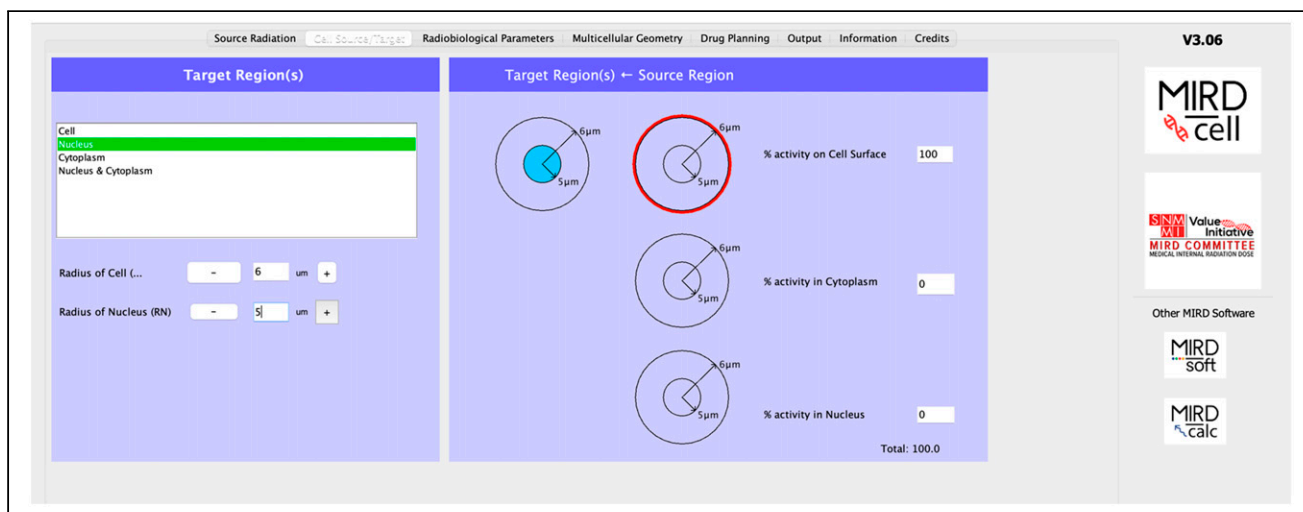 Source Radiation Cell Source/Target Radiobiological Parameters Multicellular Geometry Drug Planning Output Information Credits
V3.06
Target Region(s)
Target Region(s) ← Source Region
Cell
Nucleus
Cytoplasm
Nucleus & Cytoplasm
Radius of Cell (... - 6 um +
Radius of Nucleus (RN) - 5 um +
6μm
5μm
6μm
5μm
% activity on Cell Surface 100
6μm
5μm
% activity in Cytoplasm 0
6μm
5μm
% activity in Nucleus 0
Total: 100.0
MIRD
cell
SNM Value
MI Initiative
MIRD COMMITTEE
MEDICAL INTERNAL RADIATION DOSE
Other MIRD Software
MIRD
soft
MIRD
calc